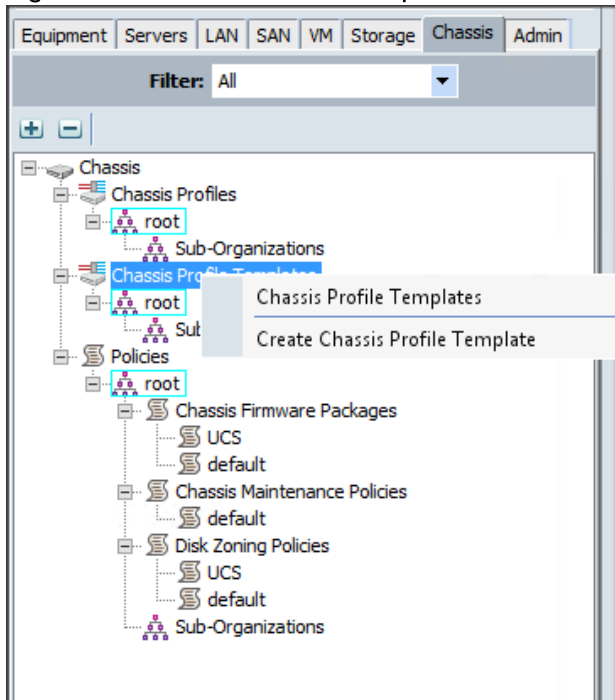 Equipment Servers LAN SAN VM Storage Chassis Admin
Filter: All
Chassis
Chassis Profiles
root
Sub-Organizations
Chassis Profile Templates
root
Chassis Profile Templates
Sub
Create Chassis Profile Template
Policies
root
Chassis Firmware Packages
UCS
default
Chassis Maintenance Policies
default
Disk Zoning Policies
UCS
default
Sub-Organizations